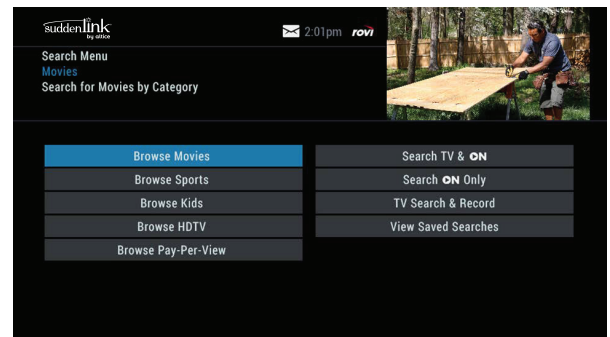 suddenlink
by altice
2:01pm rovi
Search Menu
Movies
Search for Movies by Category
Browse Movies
Search TV & ON
Browse Sports
Search ON Only
Browse Kids
TV Search & Record
Browse HDTV
View Saved Searches
Browse Pay-Per-View